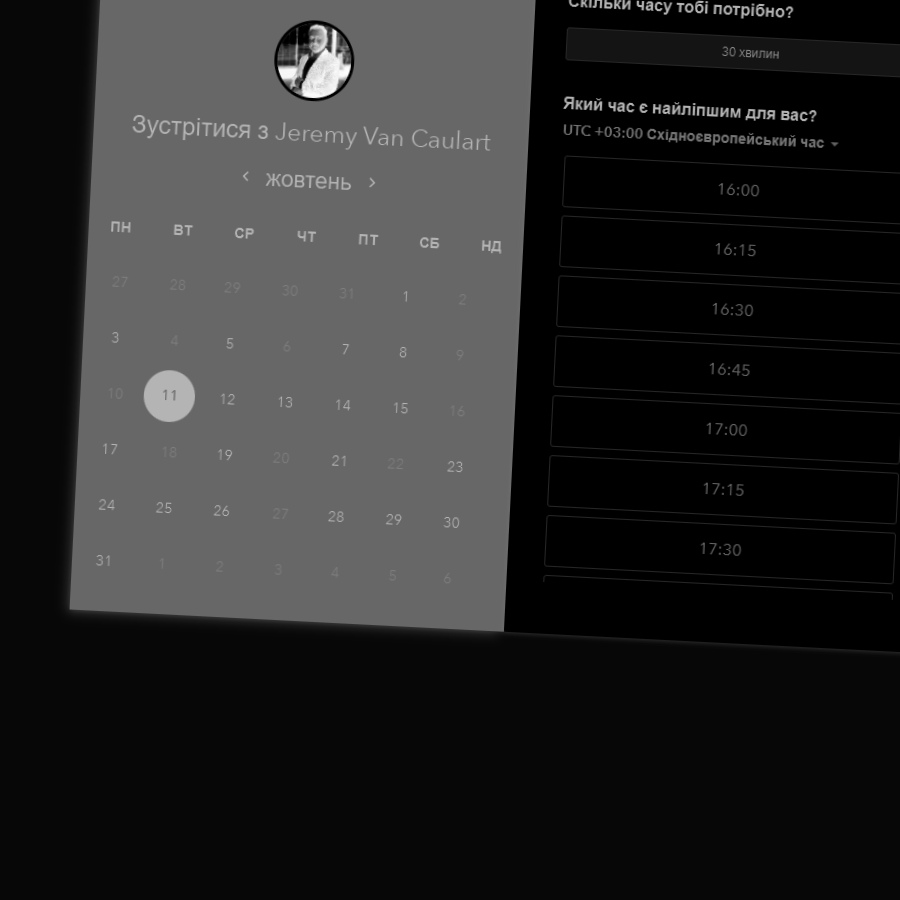 Зустрітися з Jeremy Van Caulart
жовтень
ПН ВТ СР ЧТ ПТ СБ НД
27 28 29 30 31 1 2
3 4 5 6 7 8 9
10 11 12 13 14 15 16
17 18 19 20 21 22 23
24 25 26 27 28 29 30
31 1 2 3 4 5 6
Скільки часу тобі потрібно?
30 хвилин
Який час є найліпшим для вас?
UTC +03:00 Східноєвропейський час
16:00
16:15
16:30
16:45
17:00
17:15
17:30